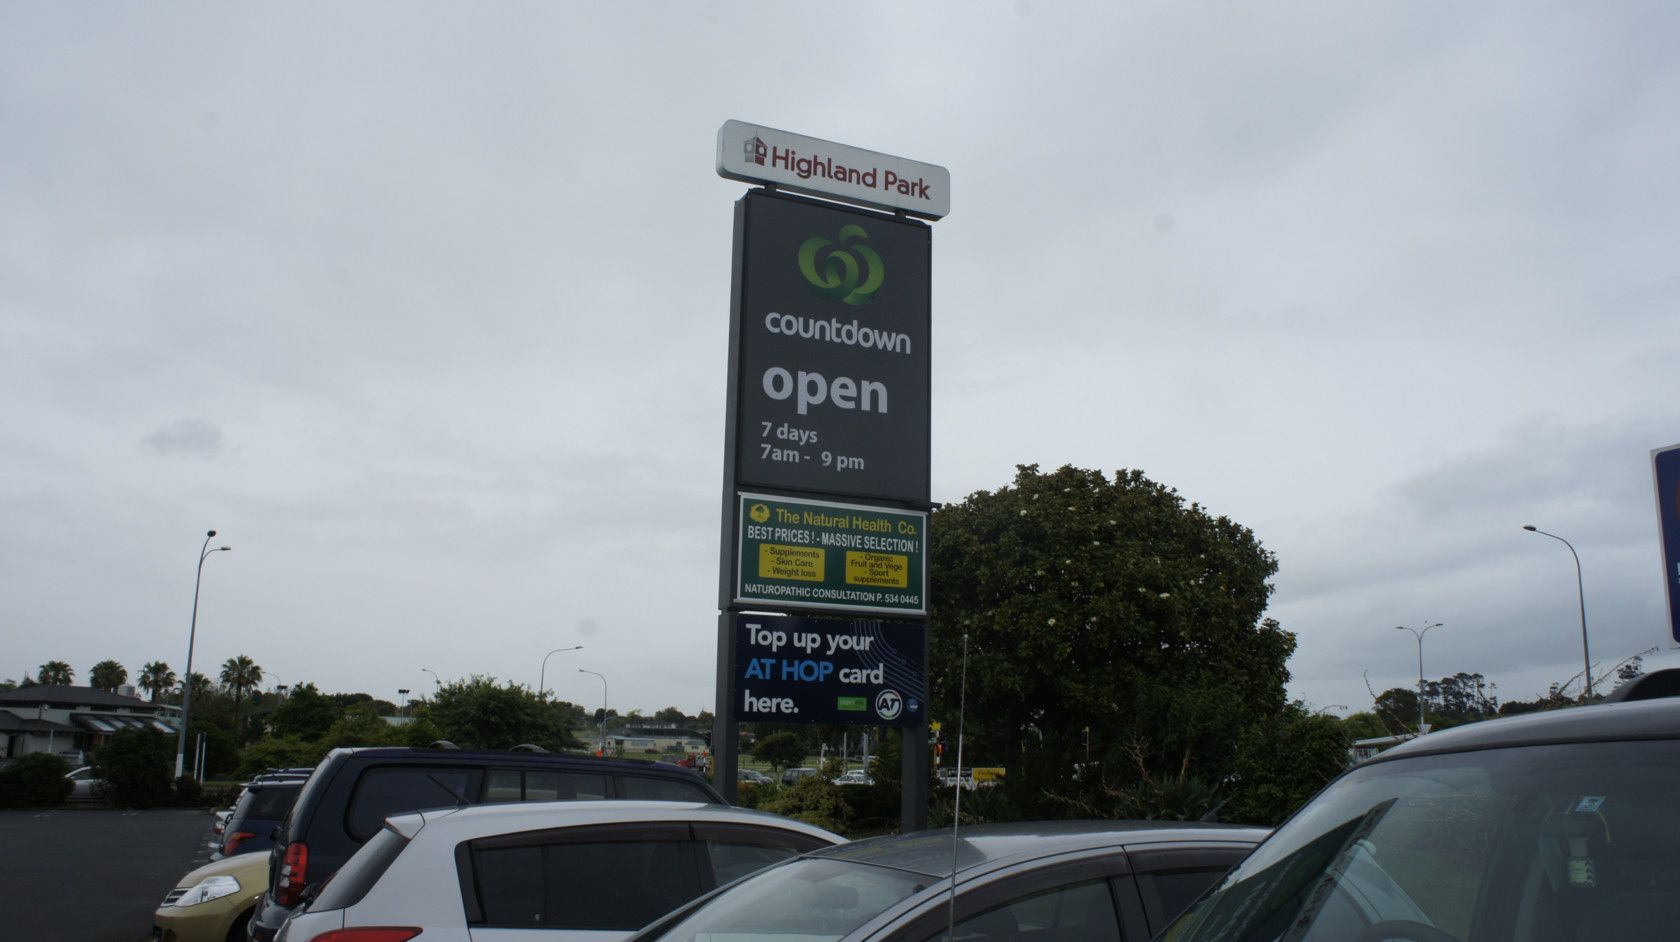 Highland Park
countdown
open
7 days
7am - 9 pm
The Natural Health Co.
BEST PRICES! - MASSIVE SELECTION!
- Supplements
- Skin Care
- Weight loss
- Organic
Fruit and Vege
- Sport
supplements
NATUROPATHIC CONSULTATION P. 534 0445
Top up your
AT HOP card
here.
AT